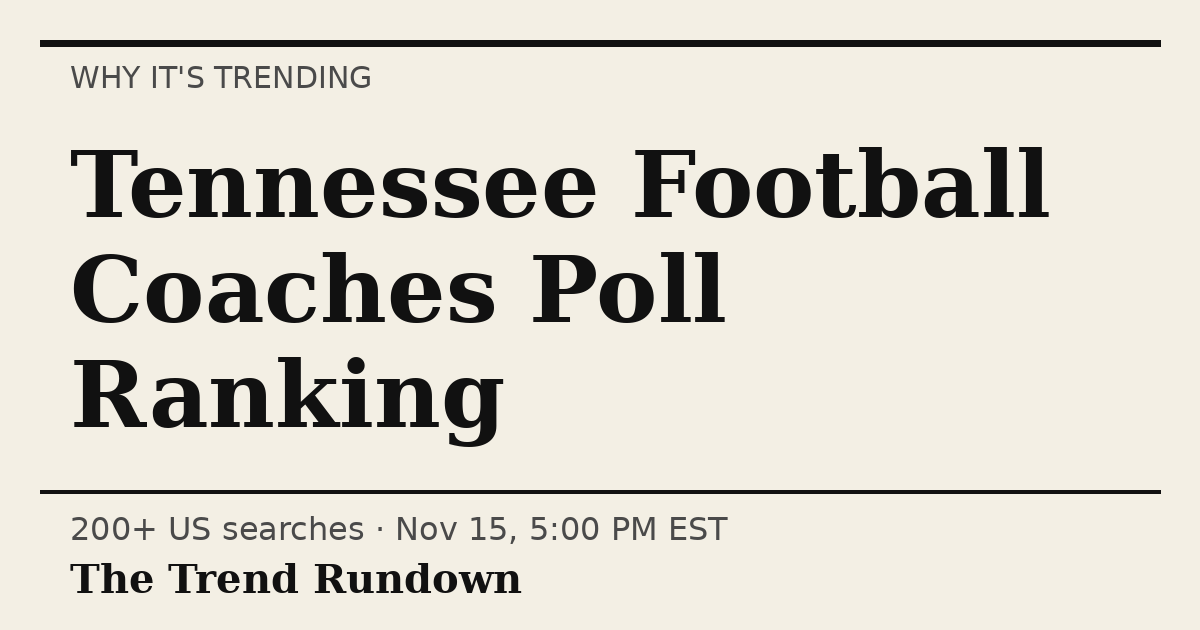 WHY IT'S TRENDING
Tennessee Football
Coaches Poll
Ranking
200+ US searches · Nov 15, 5:00 PM EST
The Trend Rundown